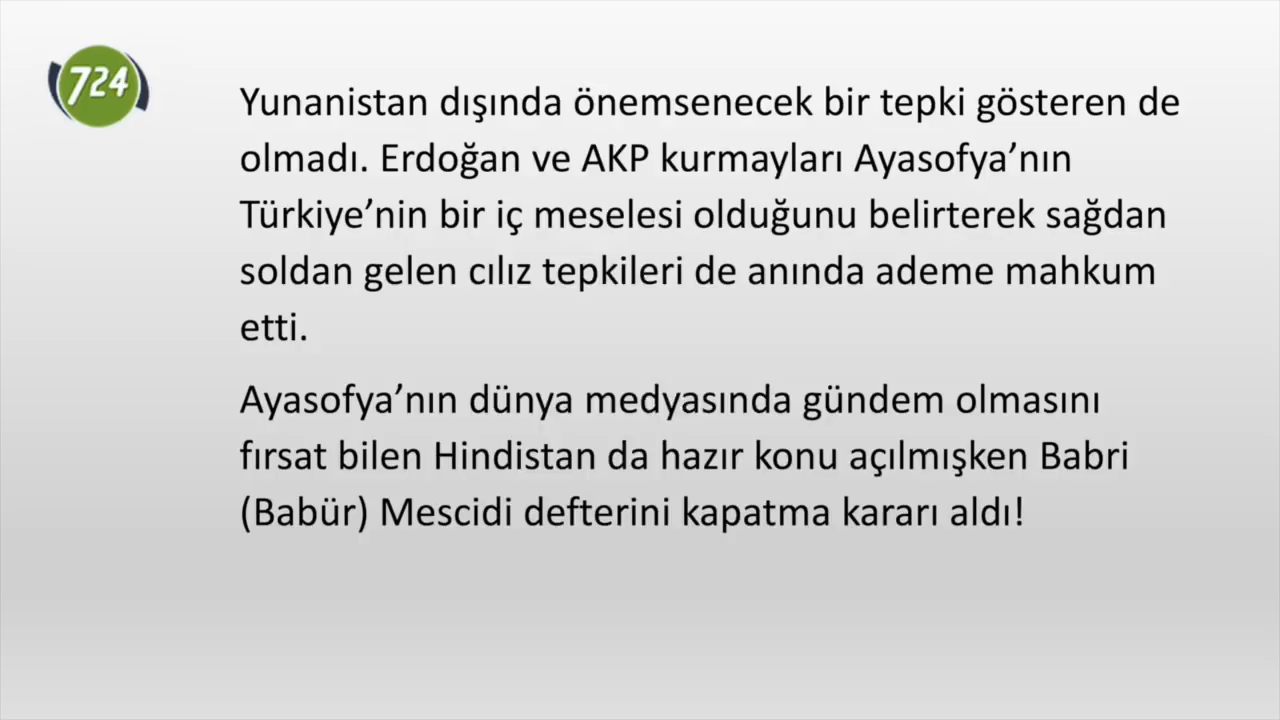 724
Yunanistan dışında önemsenecek bir tepki gösteren de
olmadı. Erdoğan ve AKP kurmayları Ayasofya’nın
Türkiye’nin bir iç meselesi olduğunu belirterek sağdan
soldan gelen cılız tepkileri de anında ademe mahkum
etti.
Ayasofya’nın dünya medyasında gündem olmasını
fırsat bilen Hindistan da hazır konu açılmışken Babri
(Babür) Mescidi defterini kapatma kararı aldı!